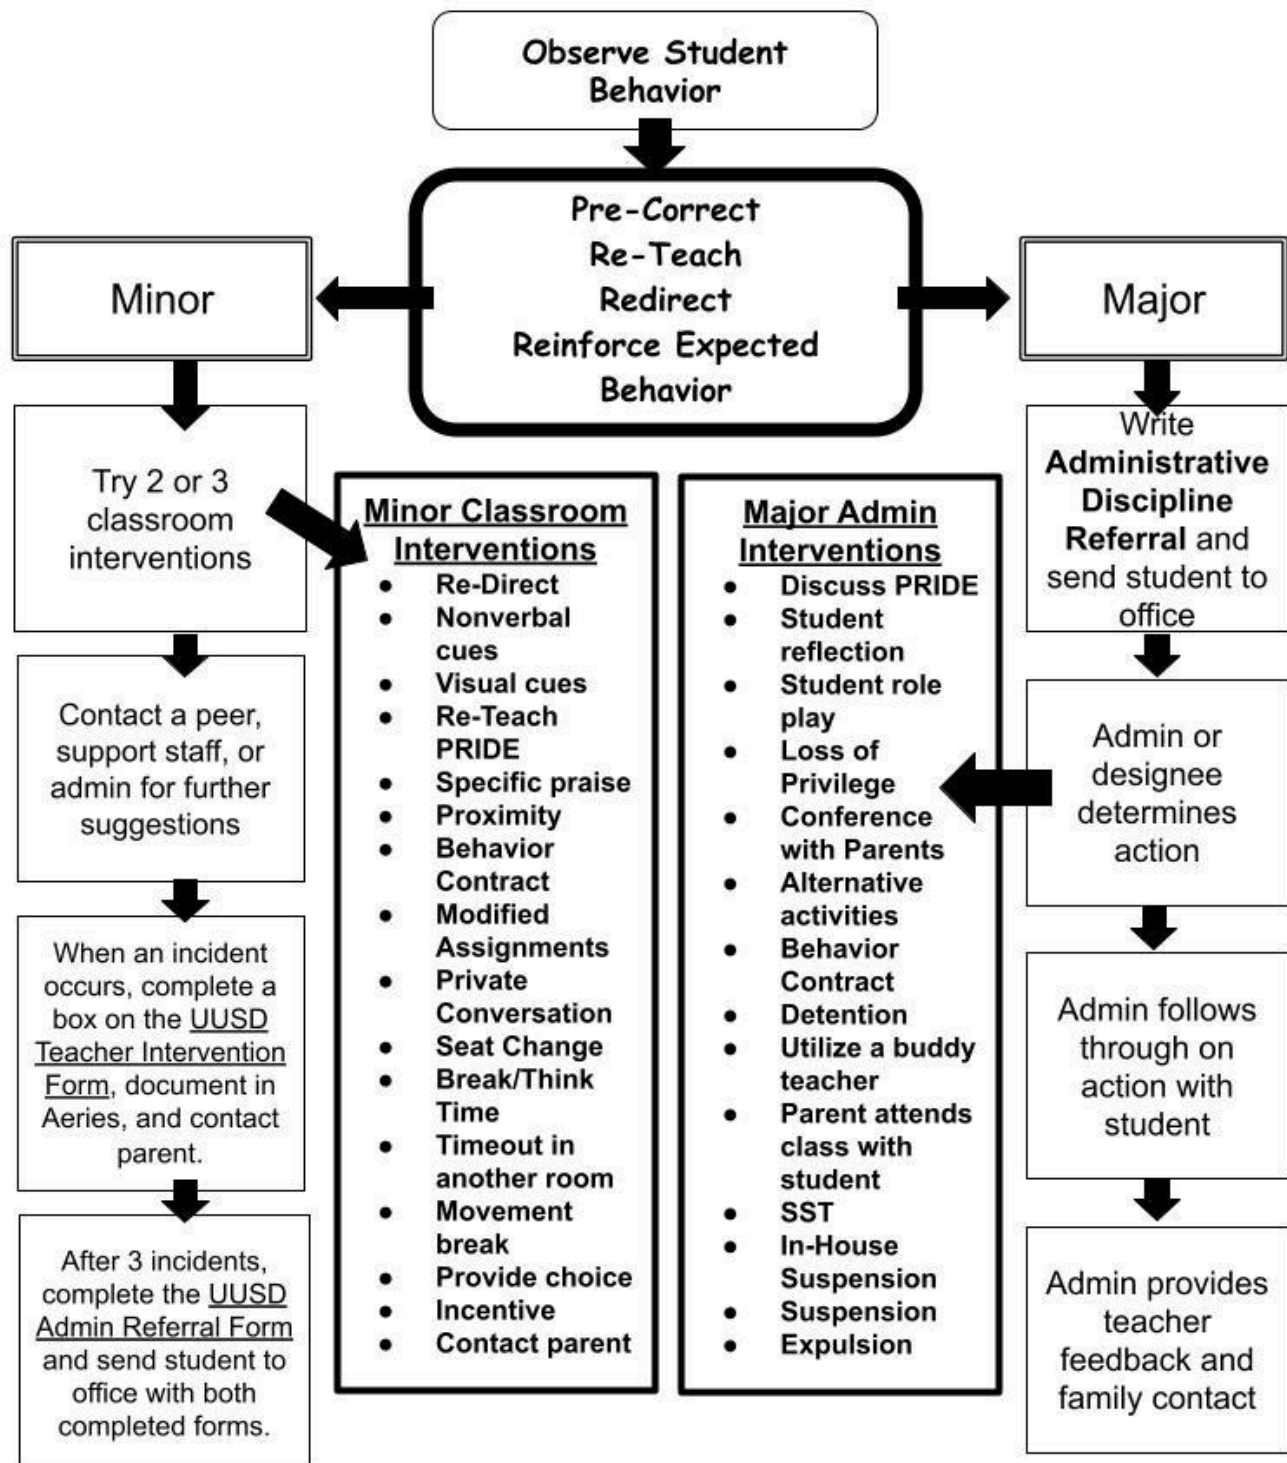 Observe Student
Behavior
Pre-Correct
Re-Teach
Redirect
Reinforce Expected
Behavior
Minor
Try 2 or 3
classroom
interventions
Contact a peer,
support staff, or
admin for further
suggestions
When an incident
occurs, complete a
box on the UUSD
Teacher Intervention
Form, document in
Aeries, and contact
parent.
After 3 incidents,
complete the UUSD
Admin Referral Form
and send student to
office with both
completed forms.
Minor Classroom
Interventions
● Re-Direct
● Nonverbal
cues
● Visual cues
● Re-Teach
PRIDE
● Specific praise
● Proximity
● Behavior
Contract
● Modified
Assignments
● Private
Conversation
● Seat Change
● Break/Think
Time
● Timeout in
another room
● Movement
break
● Provide choice
● Incentive
● Contact parent
Major Admin
Interventions
● Discuss PRIDE
● Student
reflection
● Student role
play
● Loss of
Privilege
● Conference
with Parents
● Alternative
activities
● Behavior
Contract
● Detention
● Utilize a buddy
teacher
● Parent attends
class with
student
● SST
● In-House
Suspension
● Suspension
● Expulsion
Major
Write
Administrative
Discipline
Referral and
send student to
office
Admin or
designee
determines
action
Admin follows
through on
action with
student
Admin provides
teacher
feedback and
family contact